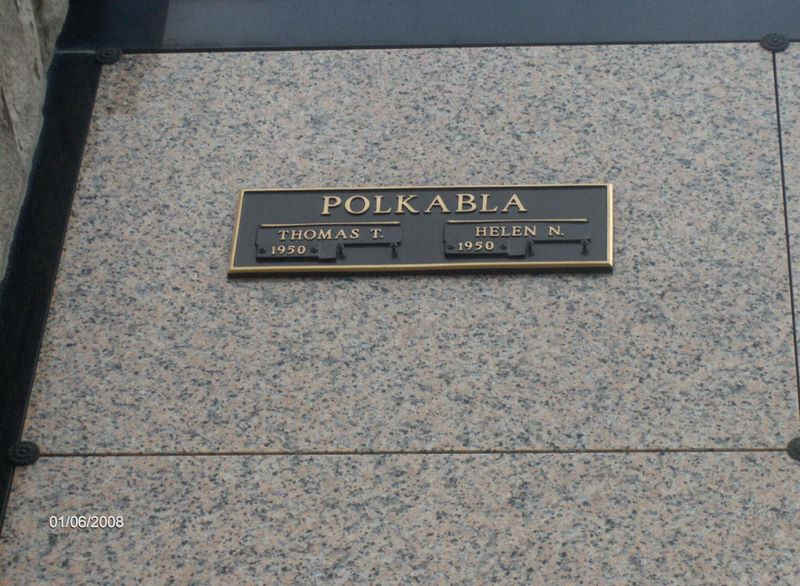 POLKABLA
THOMAS T.
1950
HELEN N.
1950
01/06/2008